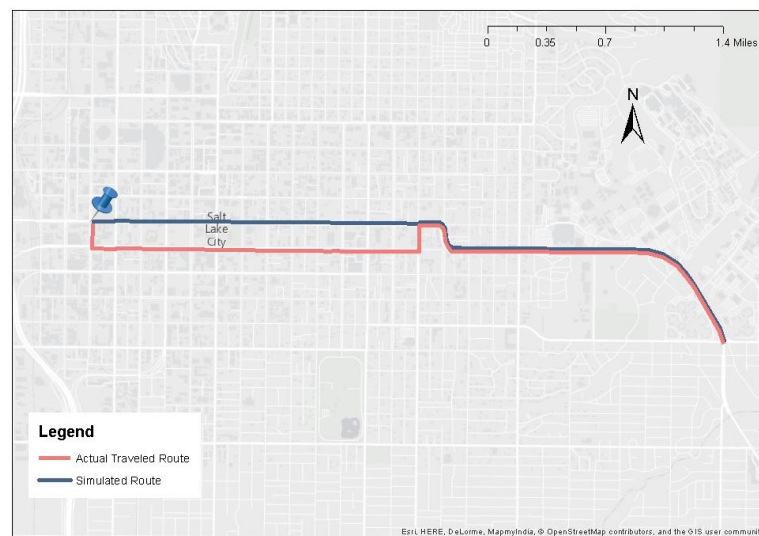 0 0.35 0.7 1.4 Miles
N
Salt
Lake
City
Legend
Actual Traveled Route
Simulated Route
Esri, HERE, DeLorme, MapmyIndia, © OpenStreetMap contributors, and the GIS user communit